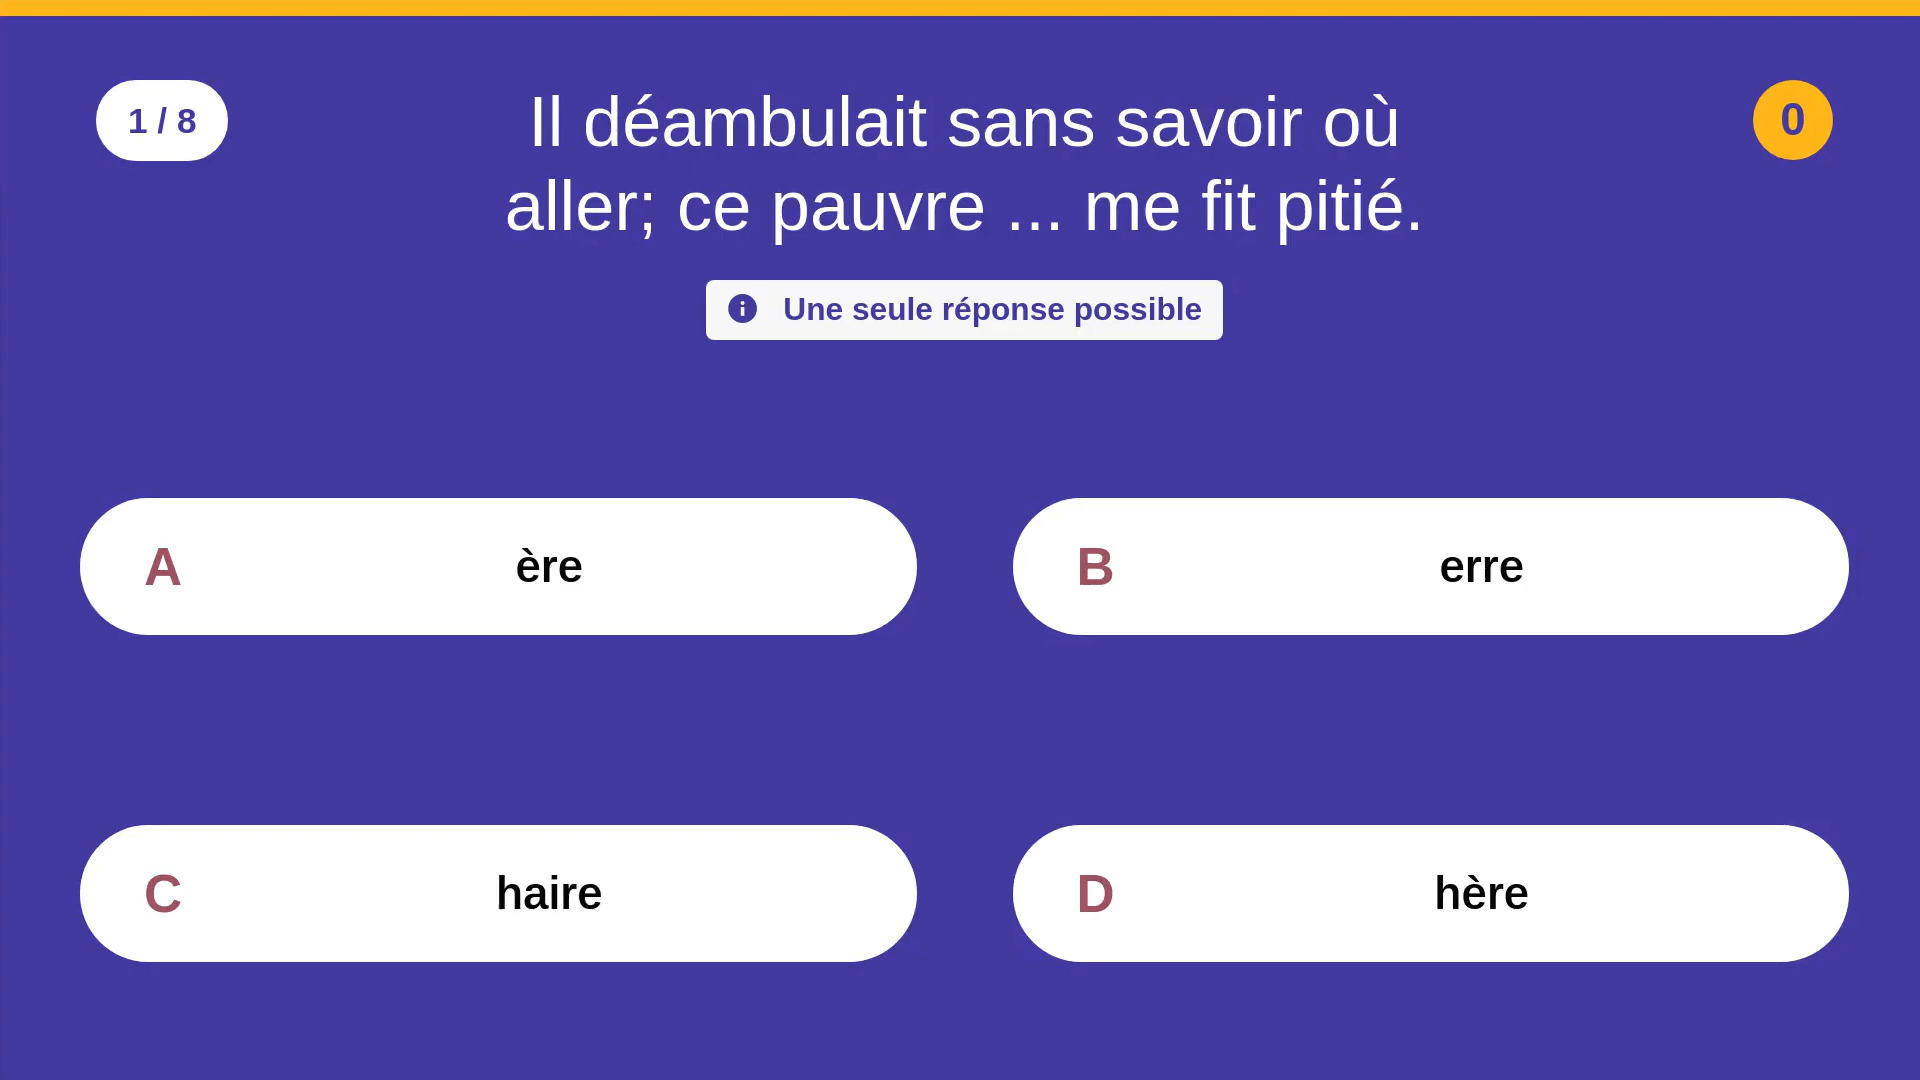 1 / 8
Il déambulait sans savoir où
aller; ce pauvre ... me fit pitié.
0
Une seule réponse possible
A ère
B erre
C haire
D hère